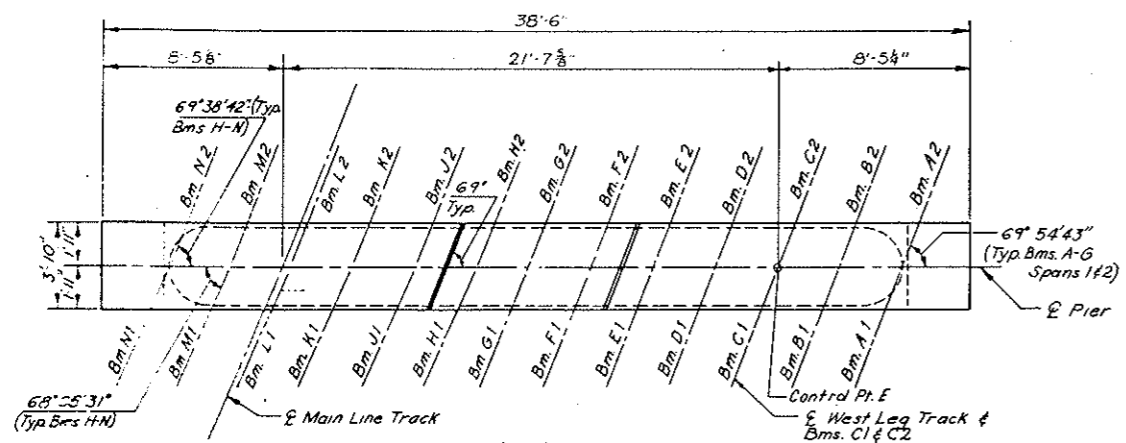 38'-6"
8'-5⅛" 21'-7⅝" 8'-5¼"
69°38'42" (Typ.
Bms H-N)
Bm. N2
Bm. M2
Bm. L2
Bm. K2
Bm. J2
Bm. H2
Bm. G2
Bm. F2
Bm. E2
Bm. D2
Bm. C2
Bm. B2
Bm. A2
69°
Typ.
3'-10"
1'-11"
1'-11"
69° 54'43"
(Typ. Bms. A-G
Spans 1&2)
℄ Pier
Bm. N1
Bm. M1
Bm. L1
Bm. K1
Bm. J1
Bm. H1
Bm. G1
Bm. F1
Bm. E1
Bm. D1
Bm. C1
Bm. B1
Bm. A1
(Typ. Bms H-N)
℄ Main Line Track
Control Pt. E
℄ West Leg Track &
Bms. C1 & C2